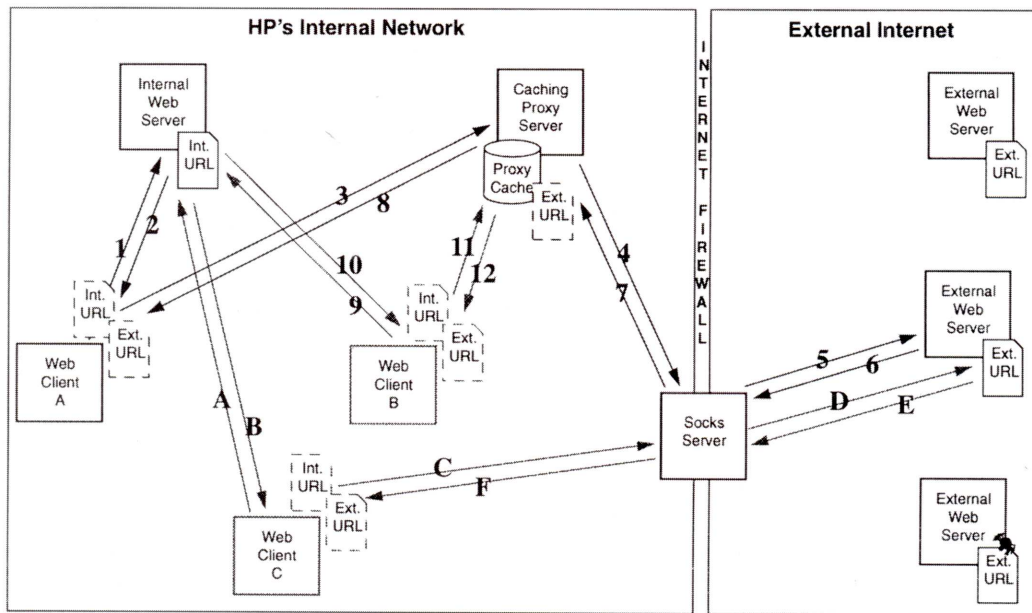 HP's Internal Network
External Internet
INTERNET FIREWALL
Internal
Web
Server
Int.
URL
Caching
Proxy
Server
Proxy
Cache
Ext.
URL
External
Web
Server
Ext.
URL
1
2
3
8
10
9
11
12
4
7
Int.
URL
Ext.
URL
Web
Client
A
Int.
URL
Ext.
URL
Web
Client
B
External
Web
Server
Ext.
URL
5
6
D
E
A
B
C
F
Socks
Server
Int.
URL
Ext.
URL
Web
Client
C
External
Web
Server
Ext.
URL